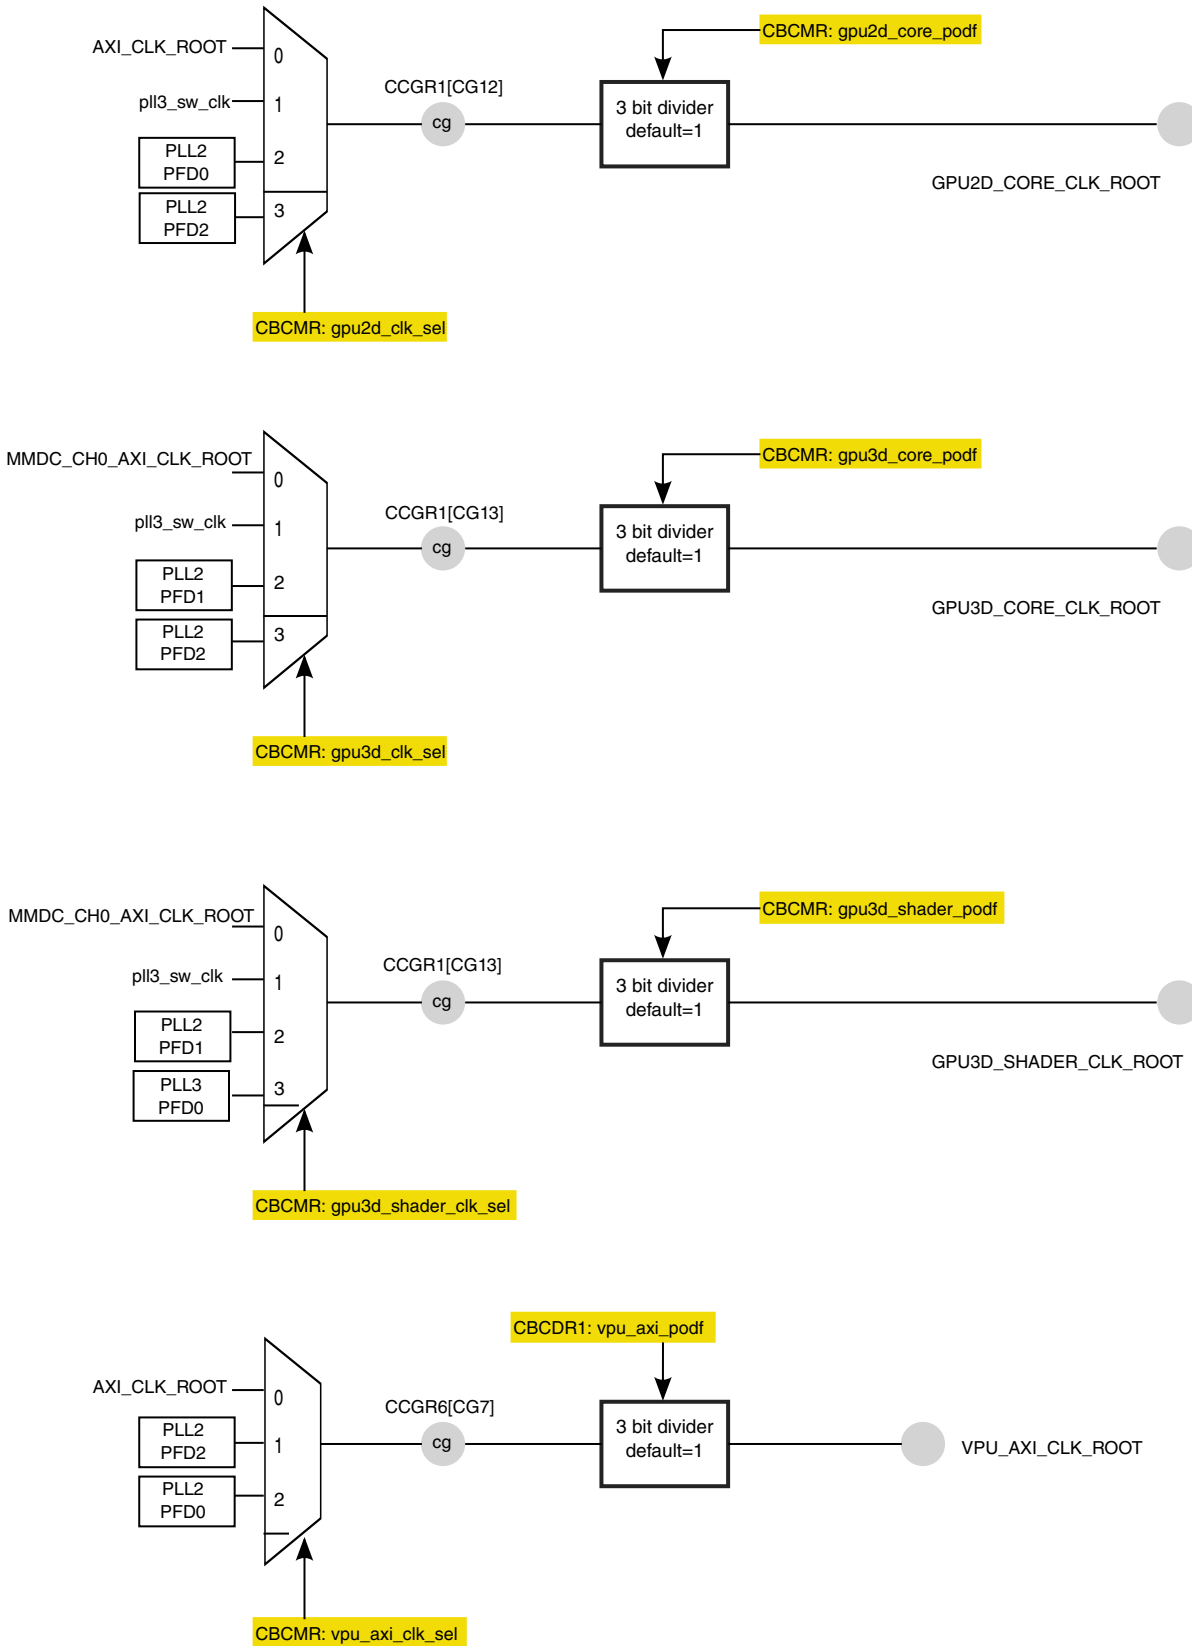 CBCMR: gpu2d_core_podf
AXI_CLK_ROOT
0
CCGR1[CG12]
pll3_sw_clk
1
cg
3 bit divider
default=1
PLL2
PFD0
2
GPU2D_CORE_CLK_ROOT
PLL2
PFD2
3
CBCMR: gpu2d_clk_sel
CBCMR: gpu3d_core_podf
MMDC_CH0_AXI_CLK_ROOT
0
CCGR1[CG13]
pll3_sw_clk
1
cg
3 bit divider
default=1
PLL2
PFD1
2
GPU3D_CORE_CLK_ROOT
PLL2
PFD2
3
CBCMR: gpu3d_clk_sel
CBCMR: gpu3d_shader_podf
MMDC_CH0_AXI_CLK_ROOT
0
CCGR1[CG13]
pll3_sw_clk
1
cg
3 bit divider
default=1
PLL2
PFD1
2
GPU3D_SHADER_CLK_ROOT
PLL3
PFD0
3
CBCMR: gpu3d_shader_clk_sel
CBCDR1: vpu_axi_podf
AXI_CLK_ROOT
0
CCGR6[CG7]
PLL2
PFD2
1
cg
3 bit divider
default=1
VPU_AXI_CLK_ROOT
PLL2
PFD0
2
CBCMR: vpu_axi_clk_sel